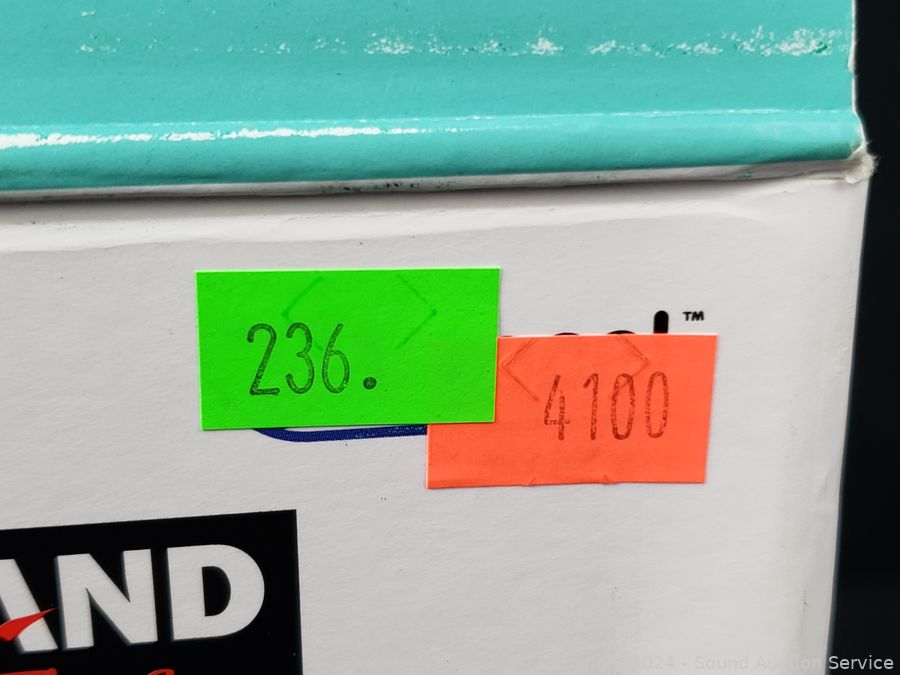 ™
236.
4100
AND
2024 - Sound Auction Service